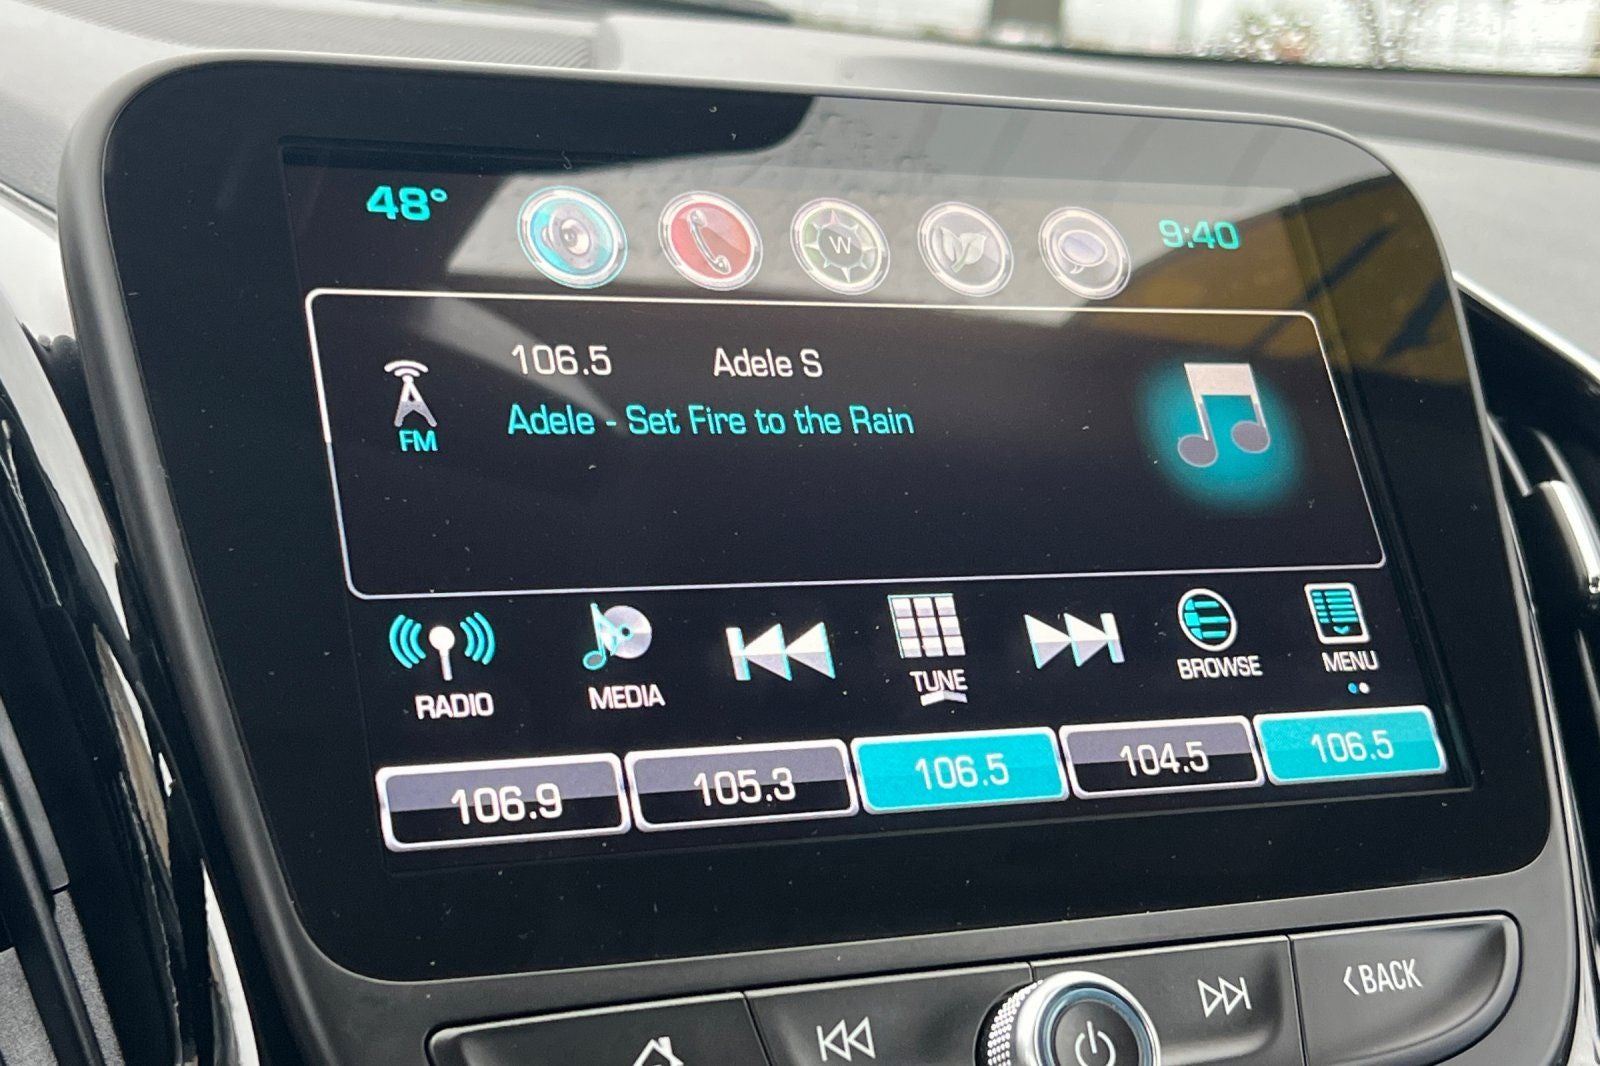 48° W 9:40
106.5 Adele S
Adele - Set Fire to the Rain
FM
RADIO MEDIA TUNE BROWSE MENU
106.9 105.3 106.5 104.5 106.5
BACK